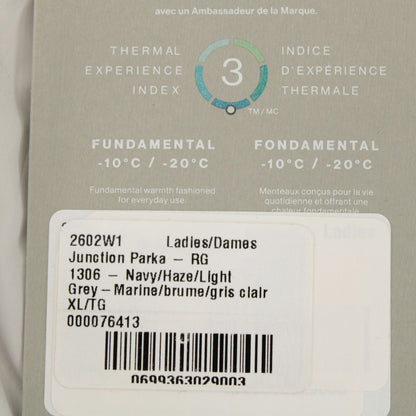 avec un Ambassadeur de la Marque.
THERMAL
EXPERIENCE
INDEX
3
TM/MC
INDICE
D'EXPÉRIENCE
THERMALE
FUNDAMENTAL
-10°C / -20°C
Fundamental warmth fashioned
for everyday use.
FONDAMENTAL
-10°C / -20°C
Manteaux conçus pour la vie
quotidienne et offrant une
chaleur fondamentale.
Ladies
2602W1 Ladies/Dames
Junction Parka – RG
1306 – Navy/Haze/Light
Grey – Marine/brume/gris clair
XL/TG
000076413
0699363029003